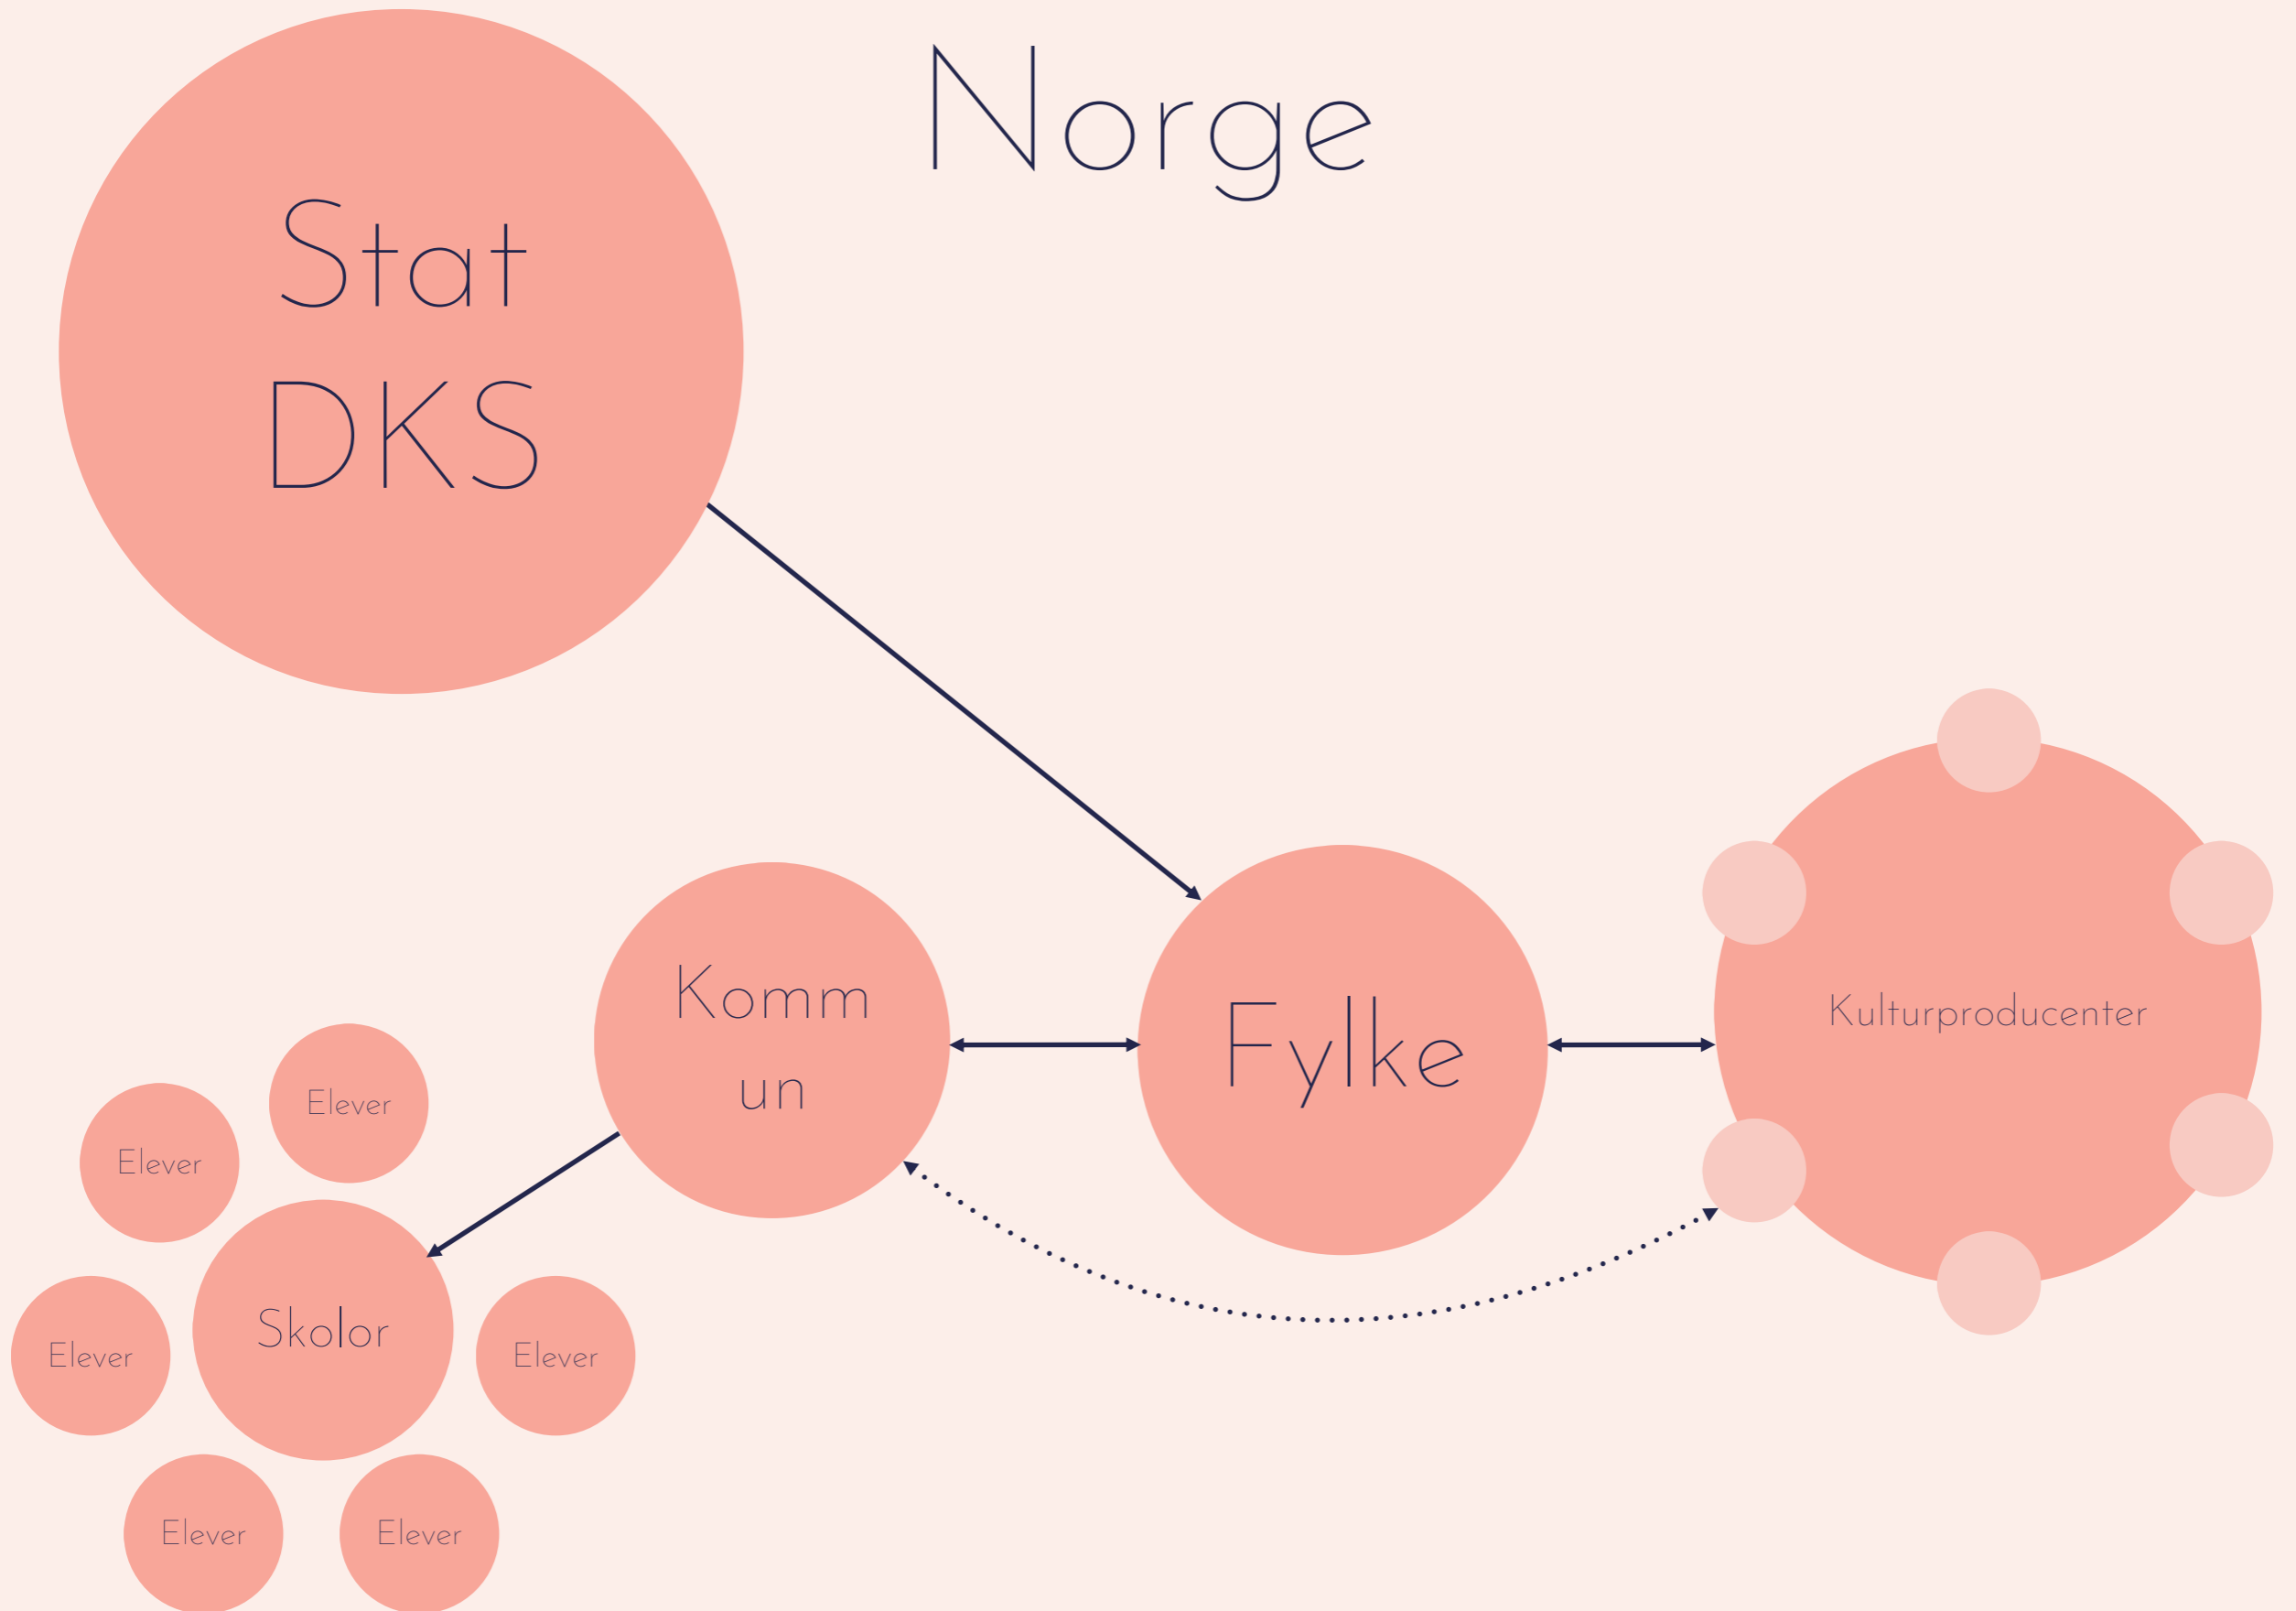 Norge
Stat
DKS
Komm
un
Fylke
Kulturproducenter
Elever
Elever
Skolor
Elever
Elever
Elever
Elever